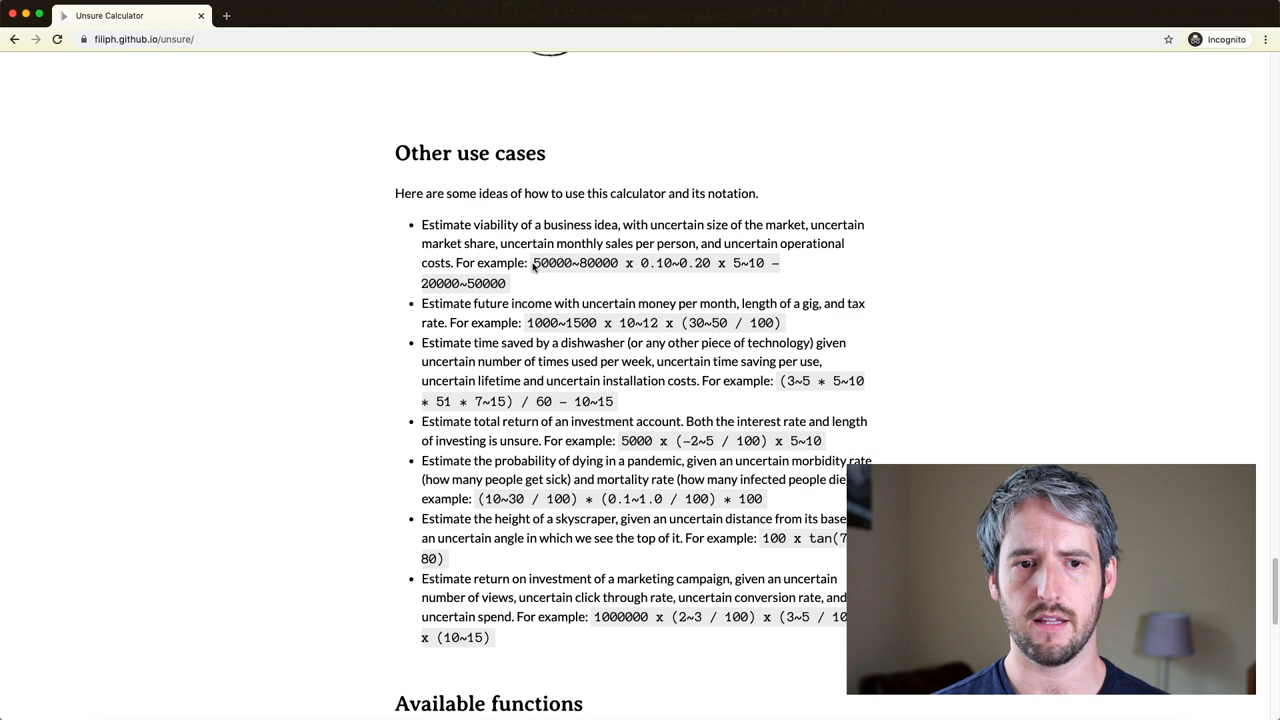 Unsure Calculator
filiph.github.io/unsure/
Incognito
Other use cases
Here are some ideas of how to use this calculator and its notation.
• Estimate viability of a business idea, with uncertain size of the market, uncertain
market share, uncertain monthly sales per person, and uncertain operational
costs. For example: 50000~80000 x 0.10~0.20 x 5~10 -
20000~50000
• Estimate future income with uncertain money per month, length of a gig, and tax
rate. For example: 1000~1500 x 10~12 x (30~50 / 100)
• Estimate time saved by a dishwasher (or any other piece of technology) given
uncertain number of times used per week, uncertain time saving per use,
uncertain lifetime and uncertain installation costs. For example: (3~5 * 5~10
* 51 * 7~15) / 60 - 10~15
• Estimate total return of an investment account. Both the interest rate and length
of investing is unsure. For example: 5000 x (-2~5 / 100) x 5~10
• Estimate the probability of dying in a pandemic, given an uncertain morbidity rate
(how many people get sick) and mortality rate (how many infected people die
example: (10~30 / 100) * (0.1~1.0 / 100) * 100
• Estimate the height of a skyscraper, given an uncertain distance from its base
an uncertain angle in which we see the top of it. For example: 100 x tan(7
80)
• Estimate return on investment of a marketing campaign, given an uncertain
number of views, uncertain click through rate, uncertain conversion rate, and
uncertain spend. For example: 1000000 x (2~3 / 100) x (3~5 / 10
x (10~15)
Available functions